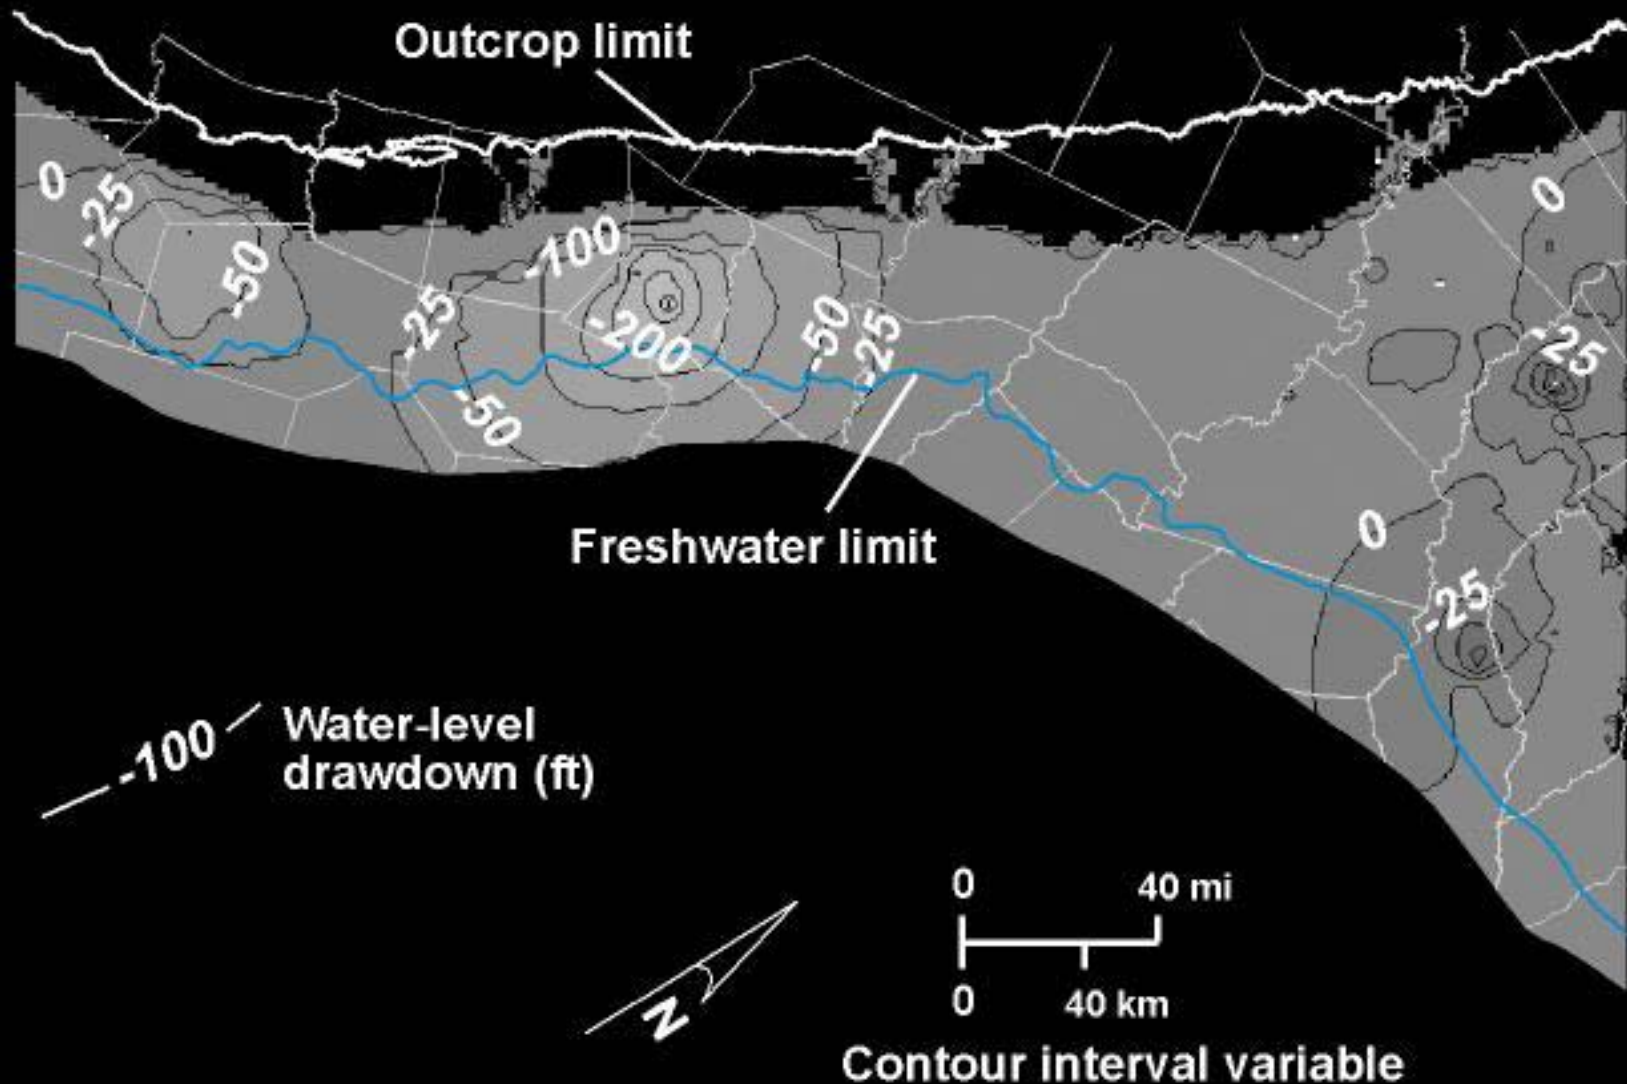 Outcrop limit
0
-25
-50
-100
-200
-25
-50
-50
-25
0
-25
0
-25
Freshwater limit
-100
Water-level
drawdown (ft)
N
0 40 mi
0 40 km
Contour interval variable